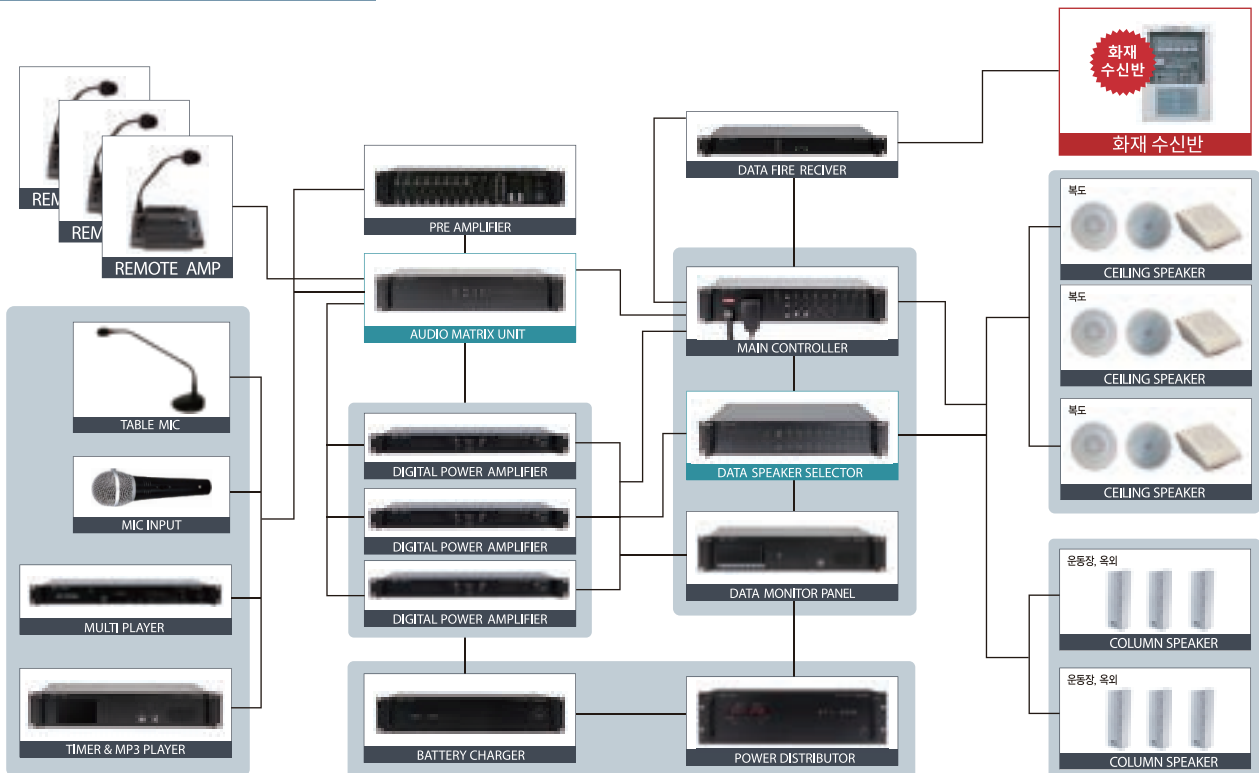 화재
수신반
화재 수신반
REM
REM
REMOTE AMP
PRE AMPLIFIER
AUDIO MATRIX UNIT
DATA FIRE RECIVER
MAIN CONTROLLER
DATA SPEAKER SELECTOR
DATA MONITOR PANEL
TABLE MIC
MIC INPUT
MULTI PLAYER
TIMER & MP3 PLAYER
DIGITAL POWER AMPLIFIER
DIGITAL POWER AMPLIFIER
DIGITAL POWER AMPLIFIER
BATTERY CHARGER
POWER DISTRIBUTOR
복도
CEILING SPEAKER
복도
CEILING SPEAKER
복도
CEILING SPEAKER
운동장, 옥외
COLUMN SPEAKER
운동장, 옥외
COLUMN SPEAKER